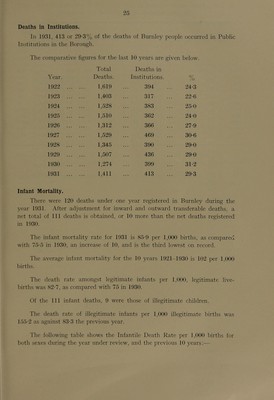 25
Deaths in Institutions.
In 1931, 413 or 29·3% of the deaths of Burnley people occurred in Public
Institutions in the Borough.
The comparative figures for the last 10 years are given below.
Total Deaths in
Year. Deaths. Institutions. %
1922 ... ... 1,619 ... 394 ... 24·3
1923 ... ... 1,403 ... 317 ... 22·6
1924 ... ... 1,528 ... 383 ... 25·0
1925 ... ... 1,510 ... 362 ... 24·0
1926 ... ... 1,312 ... 366 ... 27·9
1927 ... ... 1,529 ... 469 ... 30·6
1928 ... ... 1,345 ... 390 ... 29·0
1929 ... ... 1,507 ... 436 ... 29·0
1930 ... ... 1,274 ... 399 ... 31·2
1931 ... ... 1,411 ... 413 ... 29·3
Infant Mortality.
There were 120 deaths under one year registered in Burnley during the
year 1931. After adjustment for inward and outward transferable deaths, a
net total of 111 deaths is obtained, or 10 more than the net deaths registered
in 1930.
The infant mortality rate for 1931 is 85·9 per 1,000 births, as compared
with 75·5 in 1930, an increase of 10, and is the third lowest on record.
The average infant mortality for the 10 years 1921-1930 is 102 per 1,000
births.
The death rate amongst legitimate infants per 1,000, legitimate live-
births was 82·7, as compared with 75 in 1930.
Of the 111 infant deaths, 9 were those of illegitimate children.
The death rate of illegitimate infants per 1,000 illegitimate births was
155·2 as against 83·3 the previous year.
The following table shows the Infantile Death Rate per 1,000 births for
both sexes during the year under review, and the previous 10 years:—